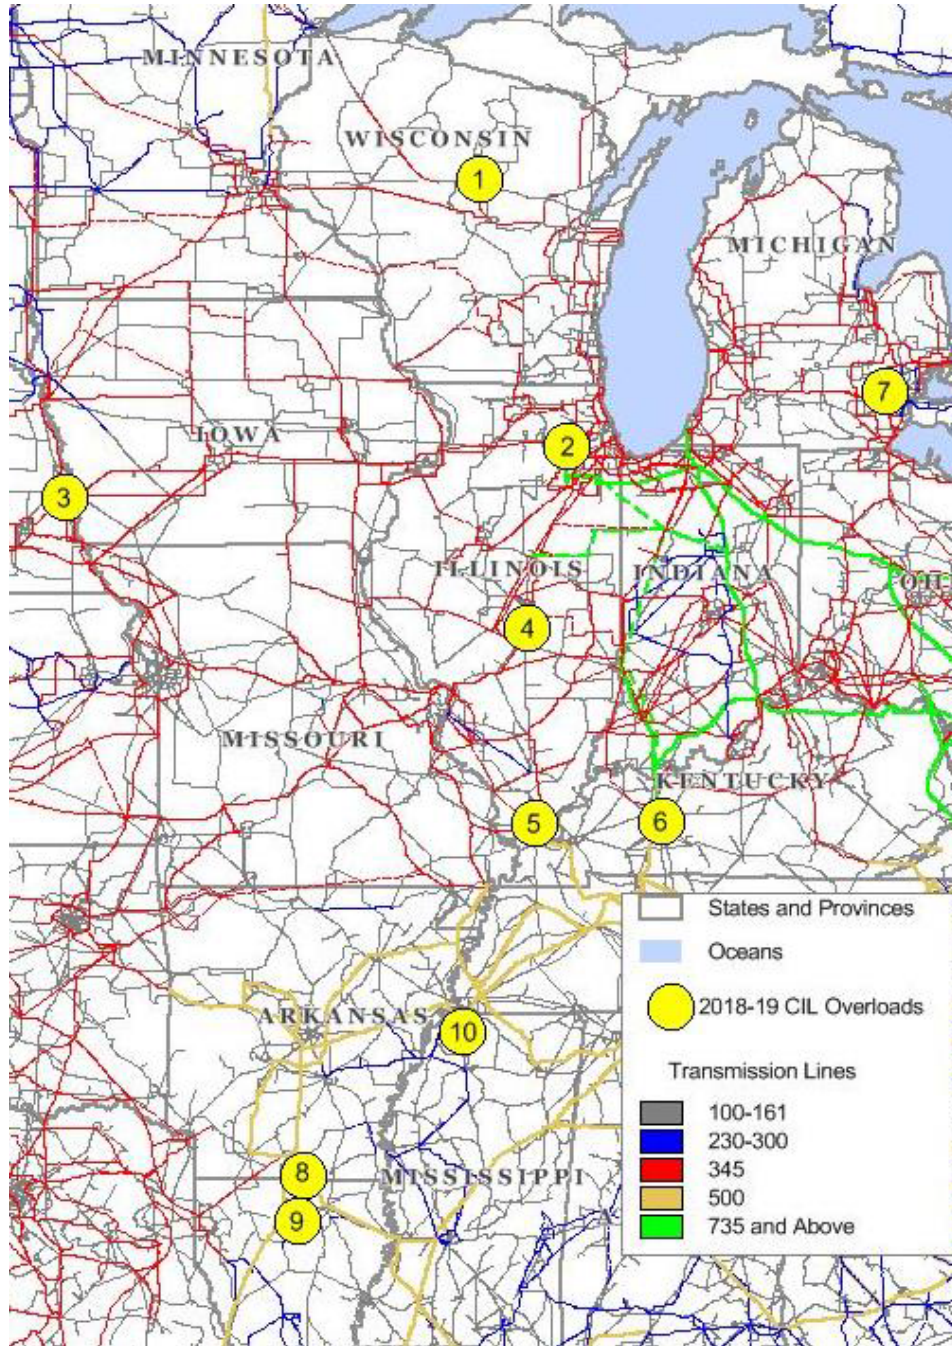 MINNESOTA
WISCONSIN
1
MICHIGAN
7
IOWA
2
3
ILLINOIS
INDIANA
OH
4
MISSOURI
KENTUCKY
5
6
States and Provinces
Oceans
2018-19 CIL Overloads
Transmission Lines
100-161
230-300
345
500
735 and Above
ARKANSAS
10
8
MISSISSIPPI
9
A